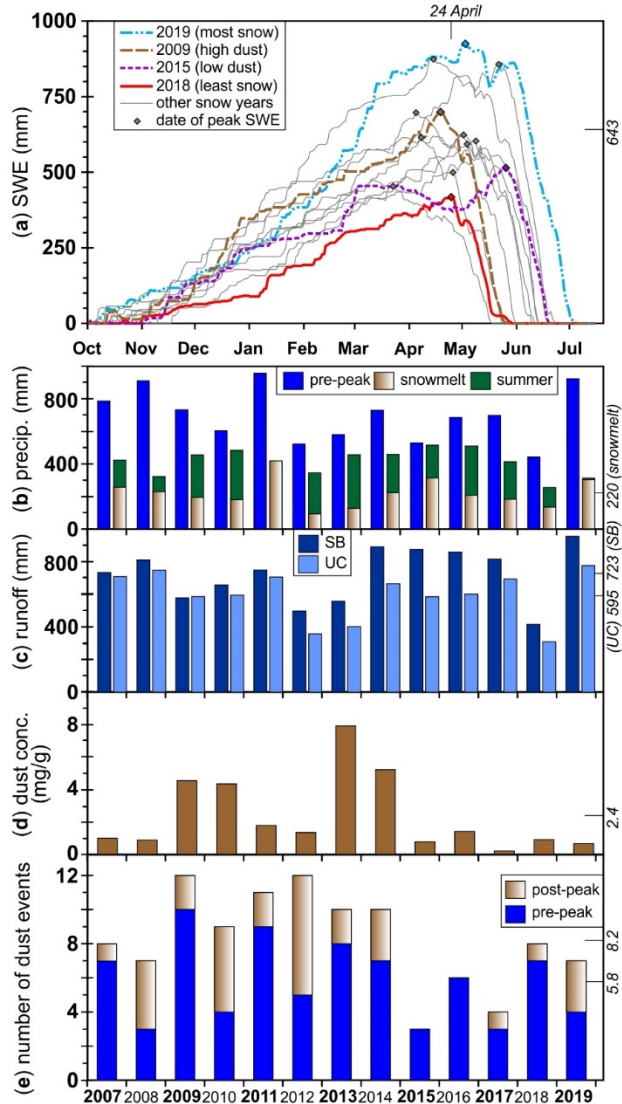 24 April
1000
750
500
250
0
(a) SWE (mm)
2019 (most snow)
2009 (high dust)
2015 (low dust)
2018 (least snow)
other snow years
date of peak SWE
643
Oct Nov Dec Jan Feb Mar Apr May Jun Jul
(b) precip. (mm)
800
400
0
pre-peak snowmelt summer
220 (snowmelt)
(c) runoff (mm)
800
400
0
SB
UC
(UC) 595 723 (SB)
(d) dust conc. (mg/g)
8
4
0
2.4
(e) number of dust events
12
8
4
0
post-peak
pre-peak
8.2
5.8
2007 2008 2009 2010 2011 2012 2013 2014 2015 2016 2017 2018 2019